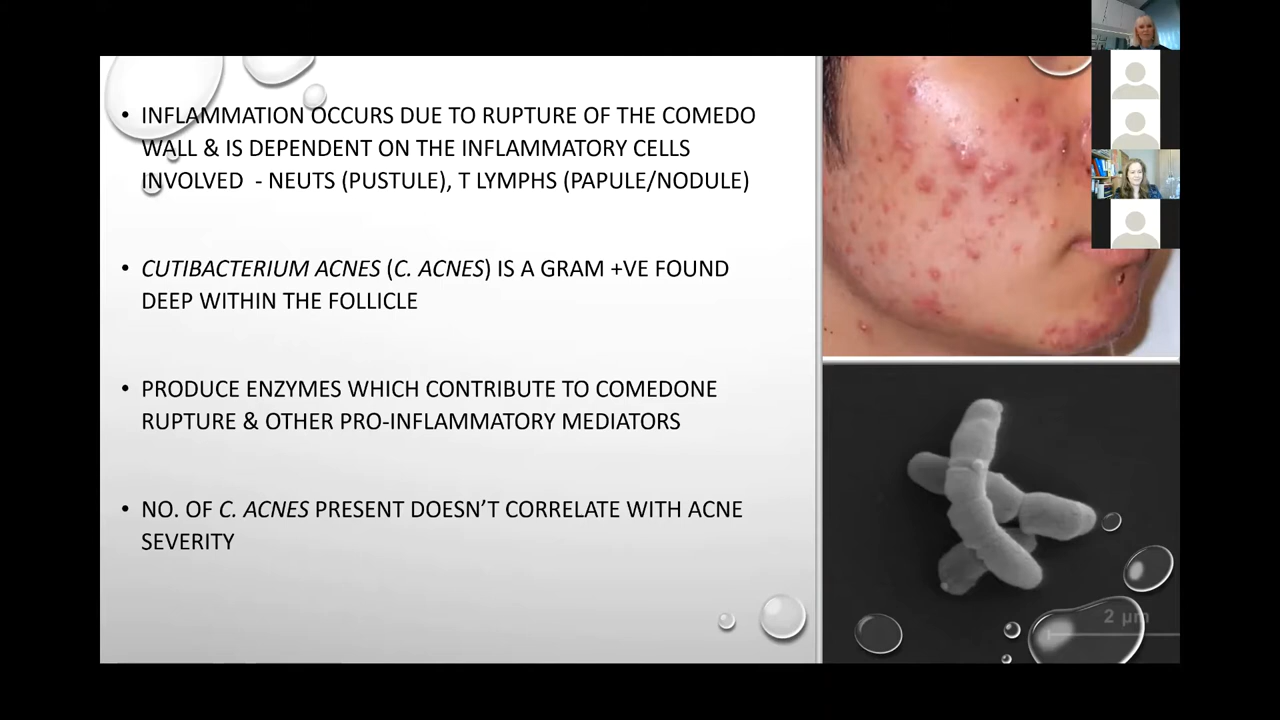 • INFLAMMATION OCCURS DUE TO RUPTURE OF THE COMEDO
WALL & IS DEPENDENT ON THE INFLAMMATORY CELLS
INVOLVED - NEUTS (PUSTULE), T LYMPHS (PAPULE/NODULE)
• CUTIBACTERIUM ACNES (C. ACNES) IS A GRAM +VE FOUND
DEEP WITHIN THE FOLLICLE
• PRODUCE ENZYMES WHICH CONTRIBUTE TO COMEDONE
RUPTURE & OTHER PRO-INFLAMMATORY MEDIATORS
• NO. OF C. ACNES PRESENT DOESN'T CORRELATE WITH ACNE
SEVERITY
2 µm